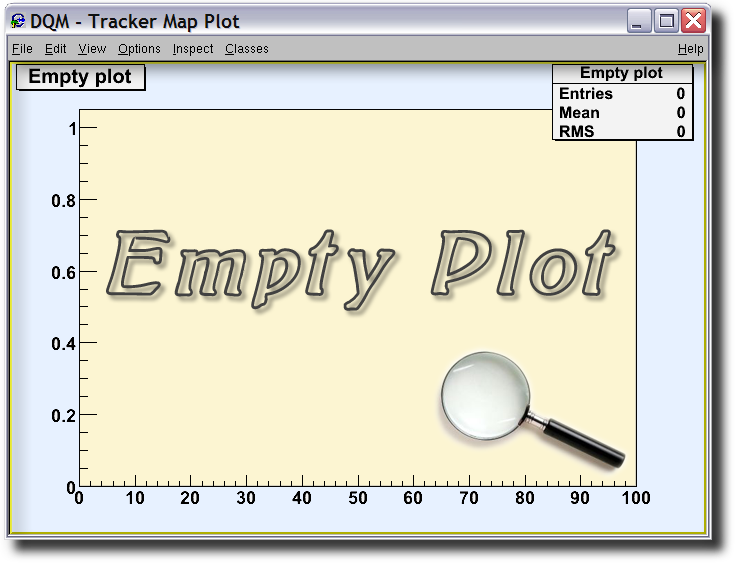 DQM - Tracker Map Plot
File Edit View Options Inspect Classes Help
Empty plot
Empty plot
Entries 0
Mean 0
RMS 0
1
0.8
0.6
0.4
0.2
0
Empty Plot
0 10 20 30 40 50 60 70 80 90 100